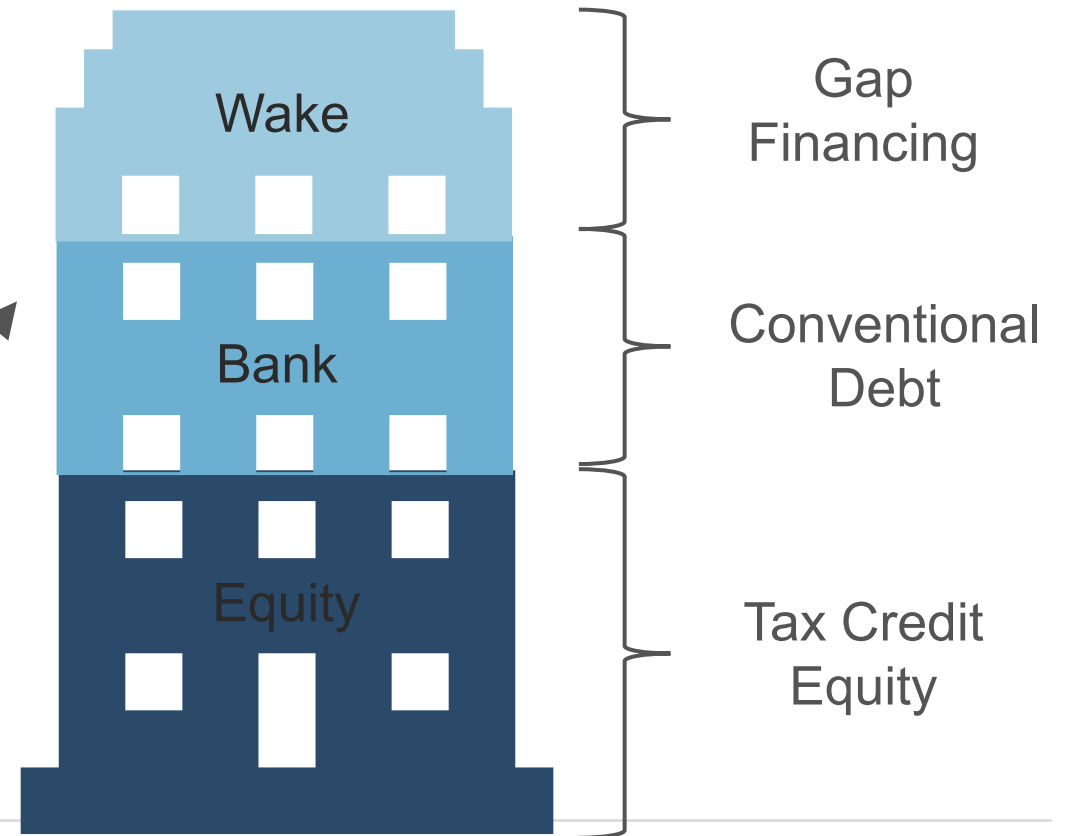 Wake
Gap
Financing
Bank
Conventional
Debt
Equity
Tax Credit
Equity